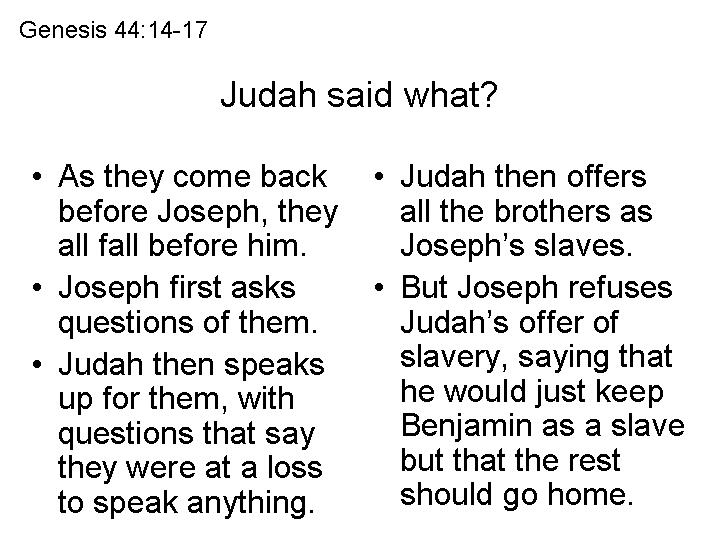 Genesis 44:14-17
Judah said what?
• As they come back
before Joseph, they
all fall before him.
• Joseph first asks
questions of them.
• Judah then speaks
up for them, with
questions that say
they were at a loss
to speak anything.
• Judah then offers
all the brothers as
Joseph’s slaves.
• But Joseph refuses
Judah’s offer of
slavery, saying that
he would just keep
Benjamin as a slave
but that the rest
should go home.